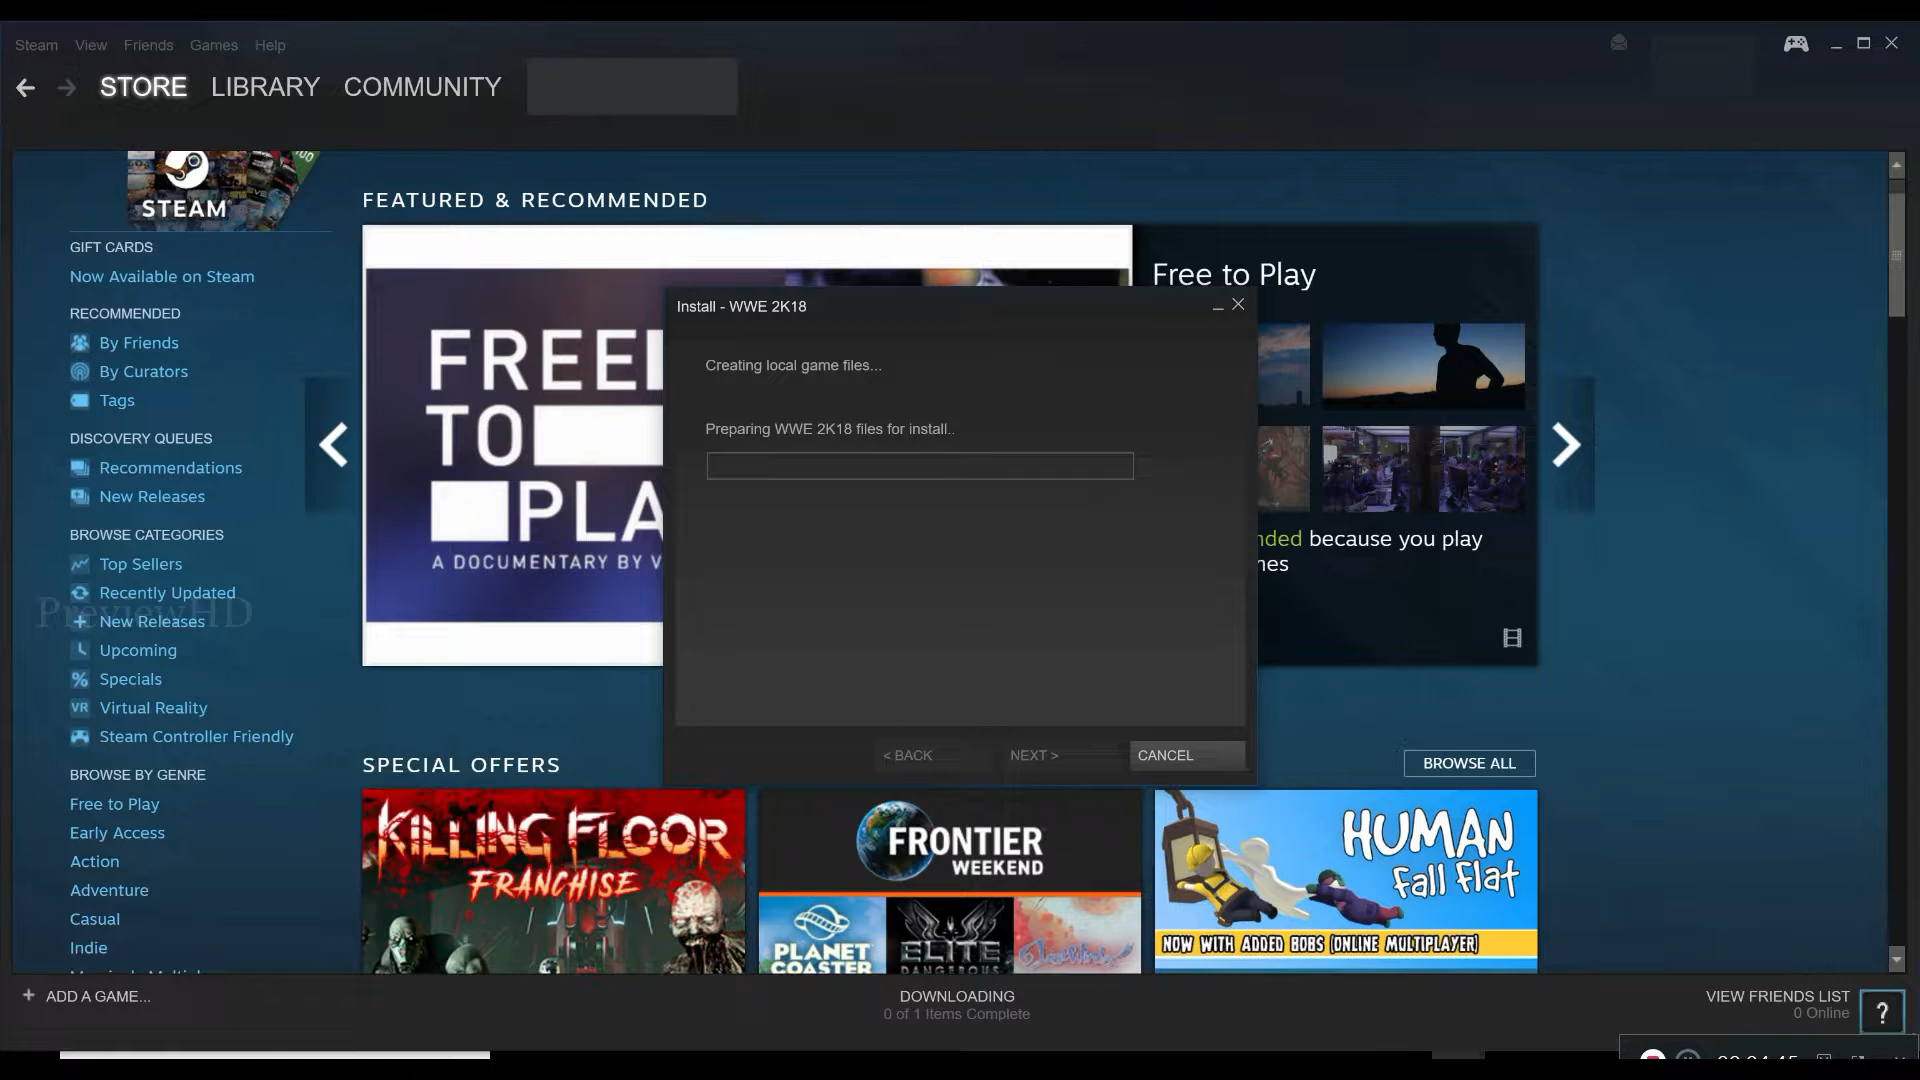 Steam View Friends Games Help
STORE LIBRARY COMMUNITY
STEAM
GIFT CARDS
Now Available on Steam
RECOMMENDED
By Friends
By Curators
Tags
DISCOVERY QUEUES
Recommendations
New Releases
BROWSE CATEGORIES
Top Sellers
Recently Updated
New Releases
Upcoming
Specials
VR Virtual Reality
Steam Controller Friendly
BROWSE BY GENRE
Free to Play
Early Access
Action
Adventure
Casual
Indie
PreviewHD
FEATURED & RECOMMENDED
FREE
TO
PLA
A DOCUMENTARY BY V
Free to Play
nded because you play
nes
Install - WWE 2K18
Creating local game files...
Preparing WWE 2K18 files for install..
< BACK NEXT > CANCEL
SPECIAL OFFERS
BROWSE ALL
KILLING FLOOR
FRANCHISE
FRONTIER
WEEKEND
PLANET
COASTER
ELITE
DANGEROUS
HUMAN
fall flat
NOW WITH ADDED BOBS (ONLINE MULTIPLAYER)
+ ADD A GAME...
DOWNLOADING
0 of 1 Items Complete
VIEW FRIENDS LIST
0 Online
?